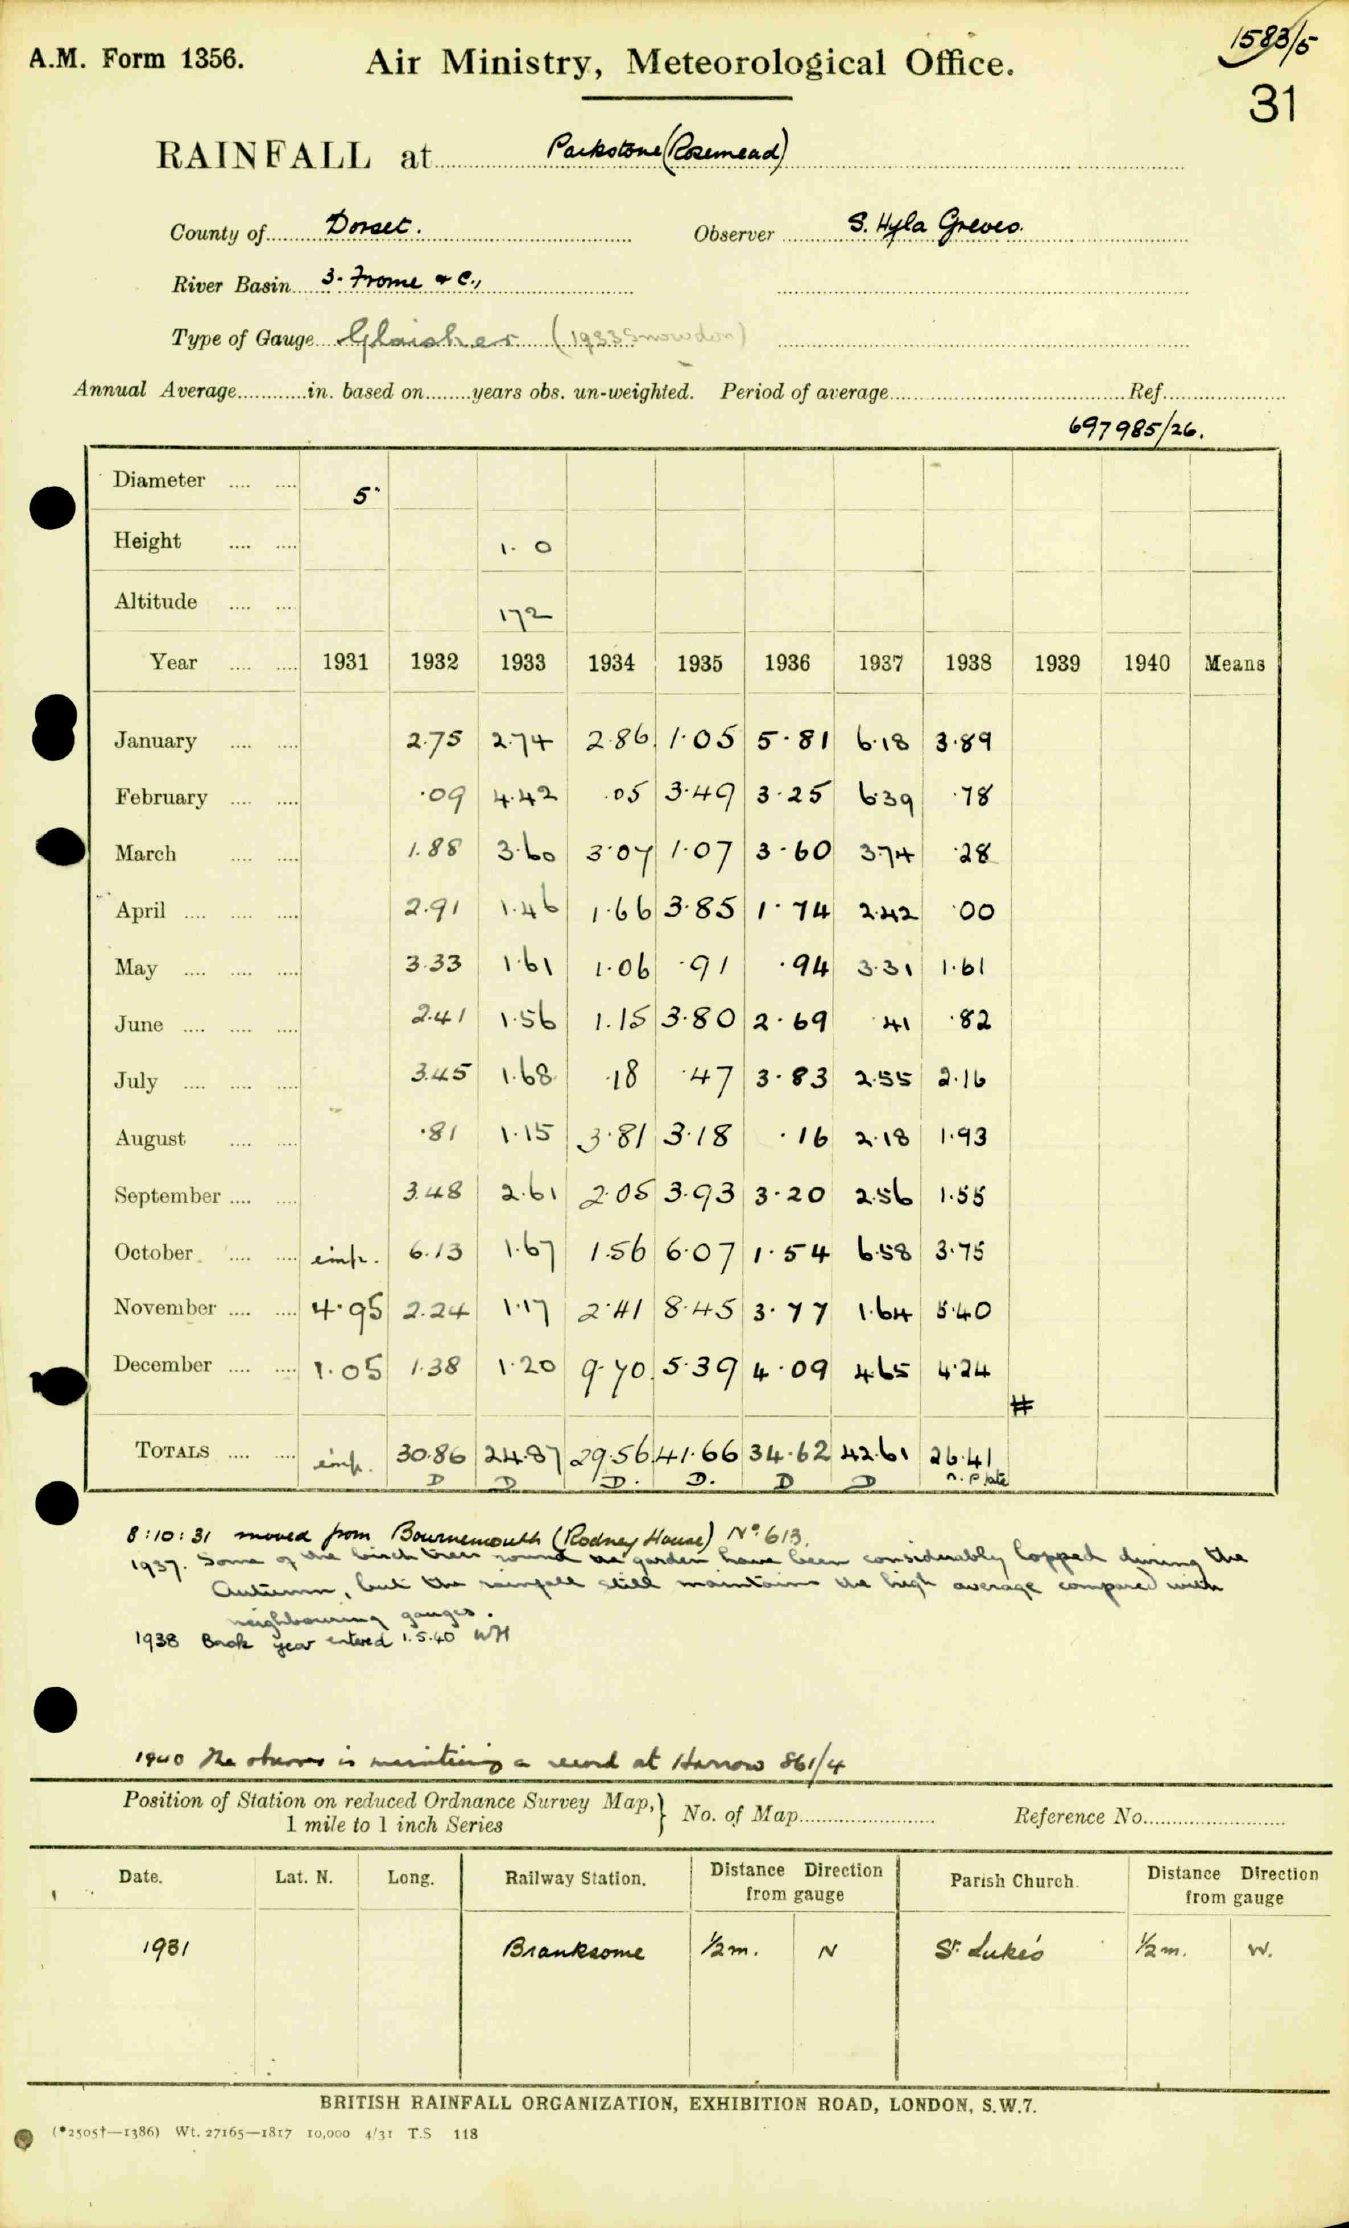 1583/5
A.M. Form 1356. Air Ministry, Meteorological Office.
31
RAINFALL at Parkstone (Rosemead)
County of Dorset. Observer S. Hyla Greves.
River Basin 3. Frome & C.,
Type of Gauge Glaisher (1933 Snowdon)
Annual Average in. based on years obs. un-weighted. Period of average Ref.
697985/26.
Diameter 5"
Height 1. 0
Altitude 172
Year 1931 1932 1933 1934 1935 1936 1937 1938 1939 1940 Means
January 2.75 2.74 2.86 1.05 5.81 6.18 3.89
February .09 4.42 .05 3.49 3.25 6.39 .78
March 1.88 3.60 3.07 1.07 3.60 3.74 .28
April 2.91 1.46 1.66 3.85 1.74 2.42 .00
May 3.33 1.61 1.06 .91 .94 3.31 1.61
June 2.41 1.56 1.15 3.80 2.69 .41 .82
July 3.45 1.68 .18 .47 3.83 2.55 2.16
August .81 1.15 3.81 3.18 .16 2.18 1.93
September 3.48 2.61 2.05 3.93 3.20 2.56 1.55
October imp. 6.13 1.67 1.56 6.07 1.54 6.58 3.75
November 4.95 2.24 1.17 2.41 8.45 3.77 1.64 5.40
December 1.05 1.38 1.20 9.70 5.39 4.09 4.65 4.24
#
TOTALS imp. 30.86 24.87 29.56 41.66 34.62 42.61 26.41
D D D. D. D D n. P late
8:10:31 moved from Bournemouth (Rodney House) No. 613.
1937. Some of the birch trees round the garden have been considerably lopped during the
Autumn, but the rainfall still maintains the high average compared with
neighbouring gauges.
1938 Back year entered 1.5.40 WH
1940 The observer is maintaining a record at Harrow 861/4
Position of Station on reduced Ordnance Survey Map, } No. of Map Reference No.
1 mile to 1 inch Series
Date. Lat. N. Long. Railway Station. Distance Direction from gauge Parish Church. Distance Direction from gauge
1931 Branksome ½ m. N St. Luke's ½ m. W.
BRITISH RAINFALL ORGANIZATION, EXHIBITION ROAD, LONDON, S.W.7.
(*2505†—1386) Wt. 27165—1817 10,000 4/31 T.S 118